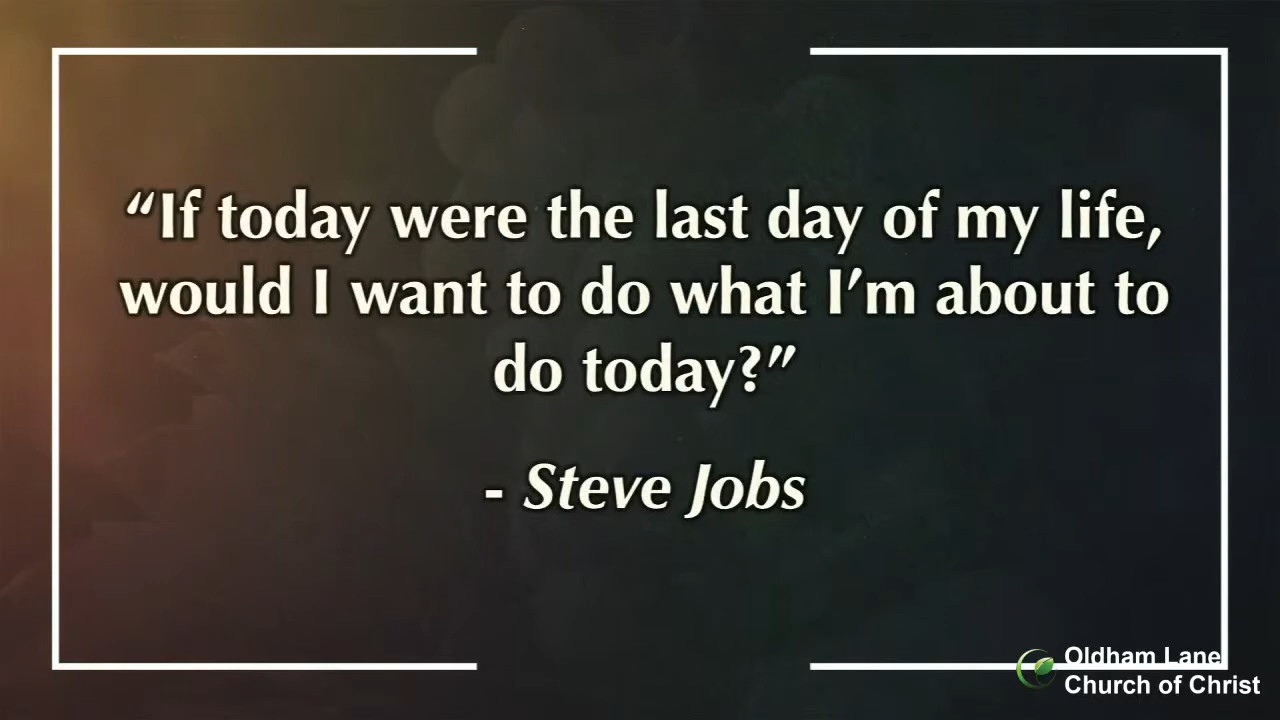 “If today were the last day of my life,
would I want to do what I’m about to
do today?”
- Steve Jobs
Oldham Lane
Church of Christ